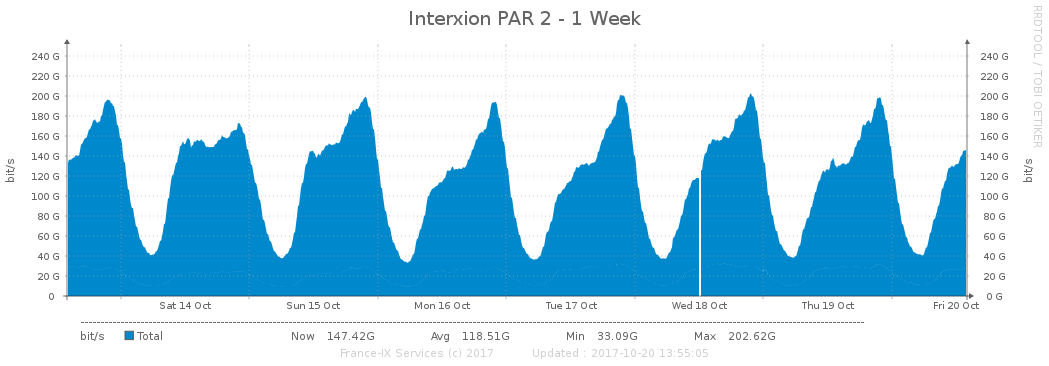 Interxion PAR 2 - 1 Week
RRDTOOL / TOBI OETIKER
bit/s
240 G 240 G
220 G 220 G
200 G 200 G
180 G 180 G
160 G 160 G
140 G 140 G
120 G 120 G
100 G 100 G
80 G 80 G
60 G 60 G
40 G 40 G
20 G 20 G
0 0 G
bit/s
Sat 14 Oct Sun 15 Oct Mon 16 Oct Tue 17 Oct Wed 18 Oct Thu 19 Oct Fri 20 Oct
bit/s Total Now 147.42G Avg 118.51G Min 33.09G Max 202.62G
France-IX Services (c) 2017 Updated : 2017-10-20 13:55:05